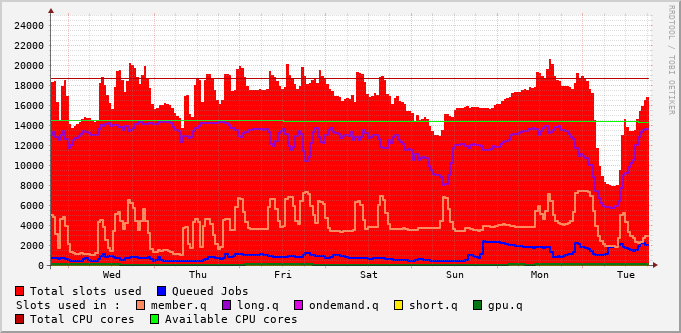 24000
22000
20000
18000
16000
14000
12000
10000
8000
6000
4000
2000
0
Wed Thu Fri Sat Sun Mon Tue
RRDTOOL / TOBI OETIKER
Total slots used Queued Jobs
Slots used in : member.q long.q ondemand.q short.q gpu.q
Total CPU cores Available CPU cores